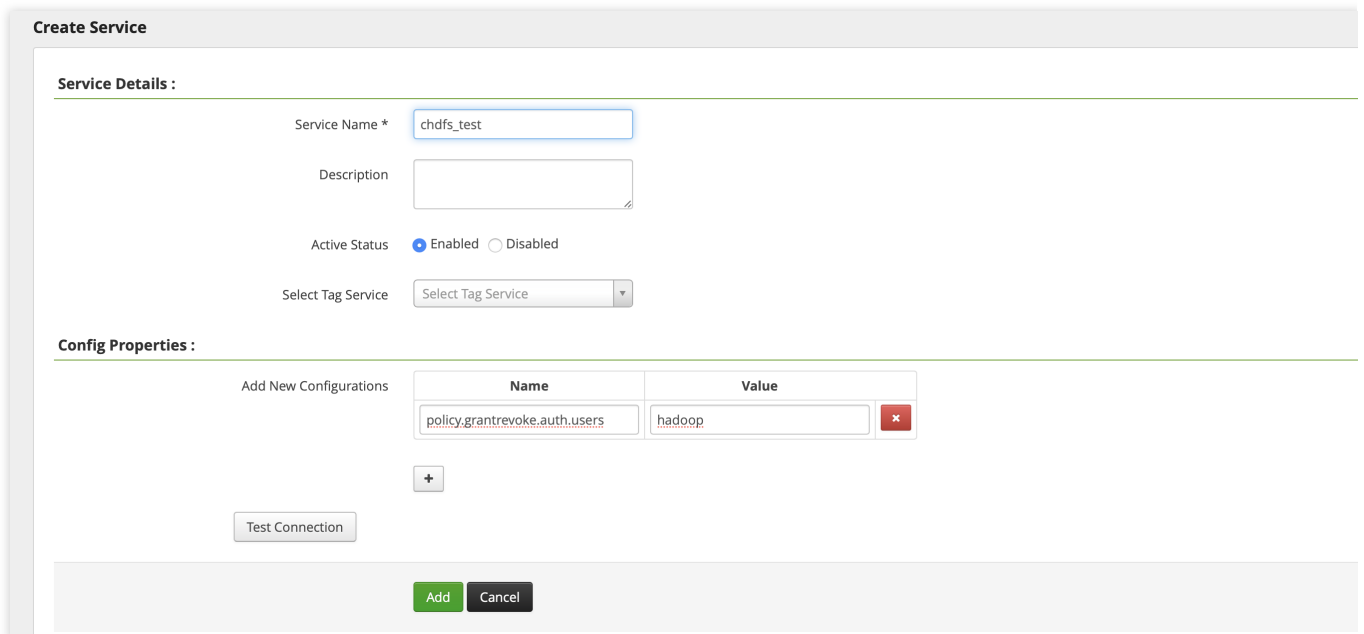 Create Service
Service Details :
Service Name * chdfs_test
Description
Active Status Enabled Disabled
Select Tag Service Select Tag Service
Config Properties :
Add New Configurations Name Value
policy.grantrevoke.auth.users hadoop
Test Connection
Add Cancel